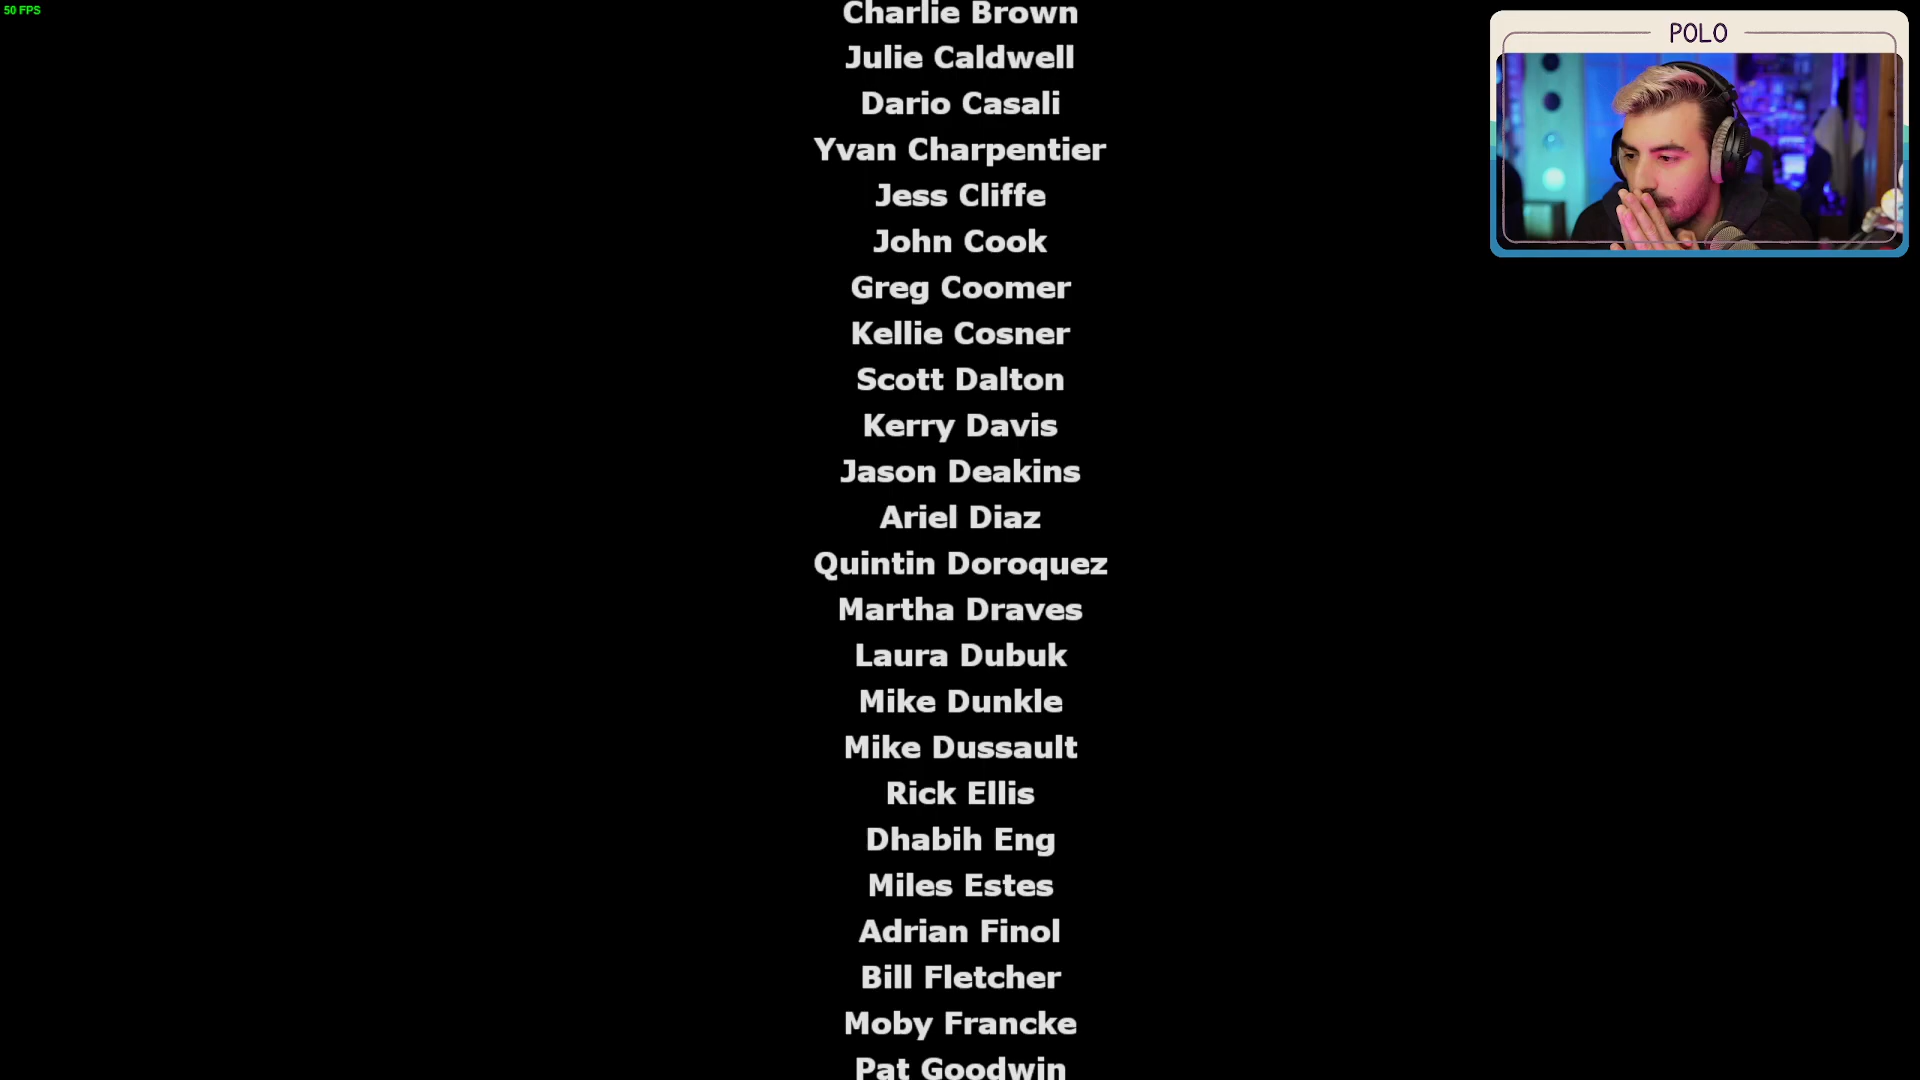 50 FPS
POLO
Charlie Brown
Julie Caldwell
Dario Casali
Yvan Charpentier
Jess Cliffe
John Cook
Greg Coomer
Kellie Cosner
Scott Dalton
Kerry Davis
Jason Deakins
Ariel Diaz
Quintin Doroquez
Martha Draves
Laura Dubuk
Mike Dunkle
Mike Dussault
Rick Ellis
Dhabih Eng
Miles Estes
Adrian Finol
Bill Fletcher
Moby Francke
Pat Goodwin